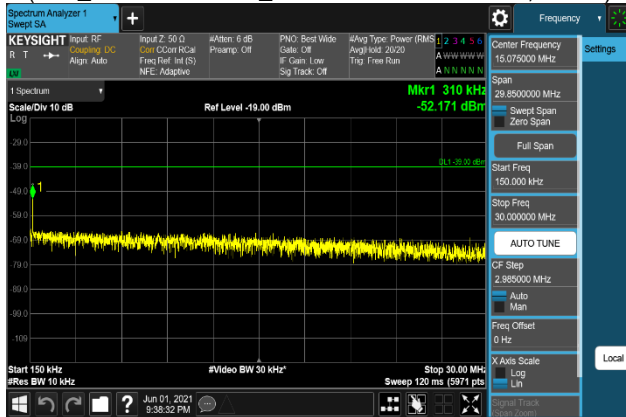 Spectrum Analyzer 1
Swept SA
Frequency
KEYSIGHT
R T
LV
Input: RF
Coupling: DC
Align: Auto
Input Z: 50 Ω
Corr CCorr RCal
Freq Ref: Int (S)
NFE: Adaptive
#Atten: 6 dB
Preamp: Off
PNO: Best Wide
Gate: Off
IF Gain: Low
Sig Track: Off
#Avg Type: Power (RMS
Avg|Hold: 20/20
Trig: Free Run
1 2 3 4 5 6
A W W W W W
A N N N N N
1 Spectrum
Scale/Div 10 dB
Log
Ref Level -19.00 dBm
Mkr1 310 kHz
-52.171 dBm
DL1 -39.00 dBm
1
-29.0
-39.0
-49.0
-59.0
-69.0
-79.0
-89.0
-99.0
-109
Start 150 kHz
#Res BW 10 kHz
#Video BW 30 kHz*
Stop 30.00 MHz
Sweep 120 ms (5971 pts)
Jun 01, 2021
9:38:32 PM
?
Center Frequency
15.075000 MHz
Settings
Span
29.8500000 MHz
Swept Span
Zero Span
Full Span
Start Freq
150.000 kHz
Stop Freq
30.000000 MHz
AUTO TUNE
CF Step
2.985000 MHz
Auto
Man
Freq Offset
0 Hz
X Axis Scale
Log
Lin
Local
Signal Track
(Span Zoom)